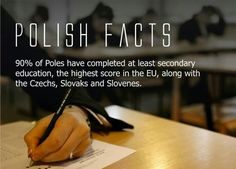 POLISH FACTS
90% of Poles have completed at least secondary
education, the highest score in the EU, along with
the Czechs, Slovaks and Slovenes.